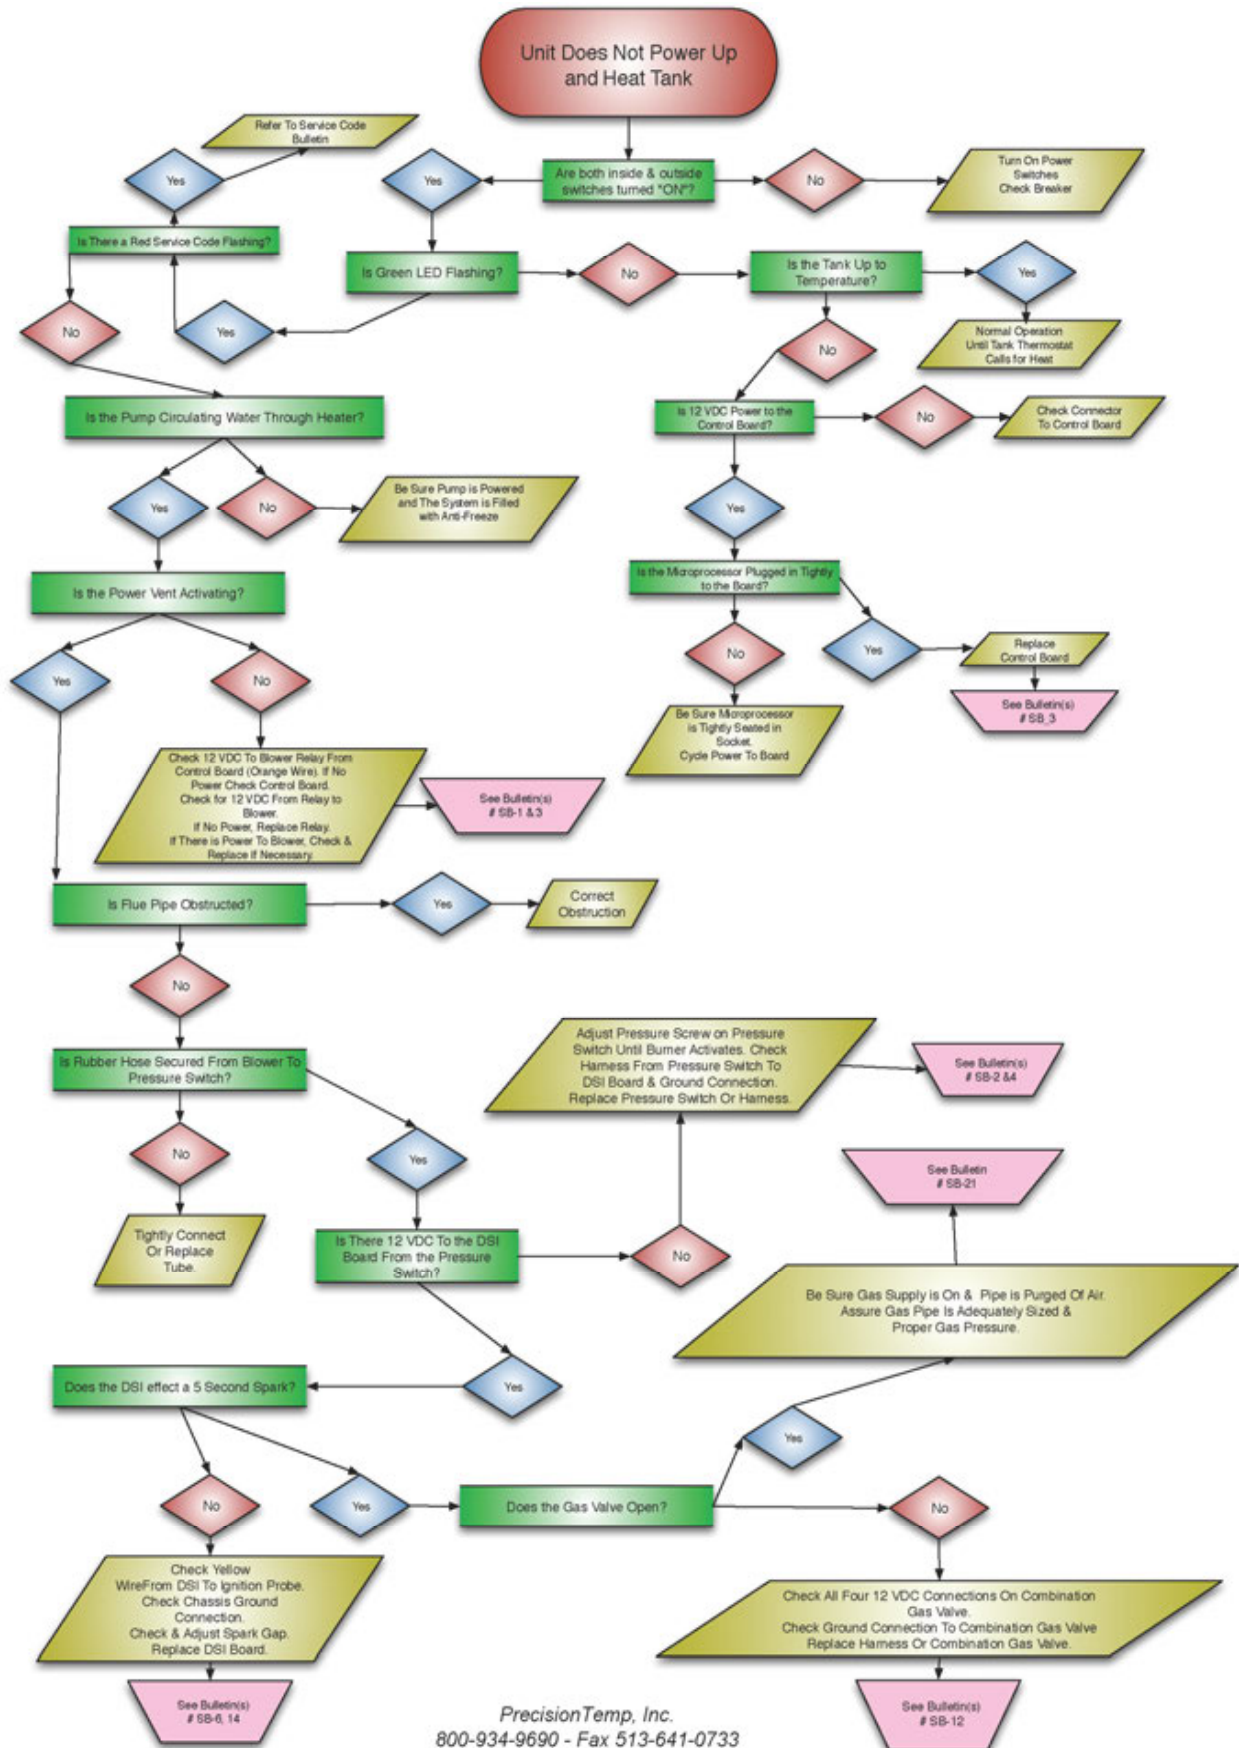 Unit Does Not Power Up
and Heat Tank
Refer To Service Code
Bulletin
Yes
Yes
Are both inside & outside
switches turned "ON"?
No
Turn On Power
Switches
Check Breaker
Is There a Red Service Code Flashing?
Is Green LED Flashing?
No
Is the Tank Up to
Temperature?
Yes
No
Yes
No
Normal Operation
Until Tank Thermostat
Calls for Heat
Is the Pump Circulating Water Through Heater?
Is 12 VDC Power to the
Control Board?
No
Check Connector
To Control Board
Yes
No
Be Sure Pump is Powered
and The System is Filled
with Anti-Freeze
Yes
Is the Power Vent Activating?
Is the Microprocessor Plugged in Tightly
to the Board?
Yes
No
No
Yes
Replace
Control Board
See Bulletin(s)
# SB_3
Be Sure Microprocessor
is Tightly Seated in
Socket.
Cycle Power To Board
Check 12 VDC To Blower Relay From
Control Board (Orange Wire). If No
Power Check Control Board.
Check for 12 VDC From Relay to
Blower.
If No Power, Replace Relay.
If There is Power To Blower, Check &
Replace If Necessary.
See Bulletin(s)
# SB-1 & 3
Is Flue Pipe Obstructed?
Yes
Correct
Obstruction
No
Is Rubber Hose Secured From Blower To
Pressure Switch?
Adjust Pressure Screw on Pressure
Switch Until Burner Activates. Check
Harness From Pressure Switch To
DSI Board & Ground Connection.
Replace Pressure Switch Or Harness.
See Bulletin(s)
# SB-2 &4
No
Yes
See Bulletin
# SB-21
Tightly Connect
Or Replace
Tube.
Is There 12 VDC To the DSI
Board From the Pressure
Switch?
No
Be Sure Gas Supply is On & Pipe is Purged Of Air.
Assure Gas Pipe Is Adequately Sized &
Proper Gas Pressure.
Does the DSI effect a 5 Second Spark?
Yes
Yes
No
Yes
Does the Gas Valve Open?
No
Check Yellow
WireFrom DSI To Ignition Probe.
Check Chassis Ground
Connection.
Check & Adjust Spark Gap.
Replace DSI Board.
Check All Four 12 VDC Connections On Combination
Gas Valve.
Check Ground Connection To Combination Gas Valve
Replace Harness Or Combination Gas Valve.
See Bulletin(s)
# SB-6, 14
See Bulletin(s)
# SB-12
PrecisionTemp, Inc.
800-934-9690 - Fax 513-641-0733